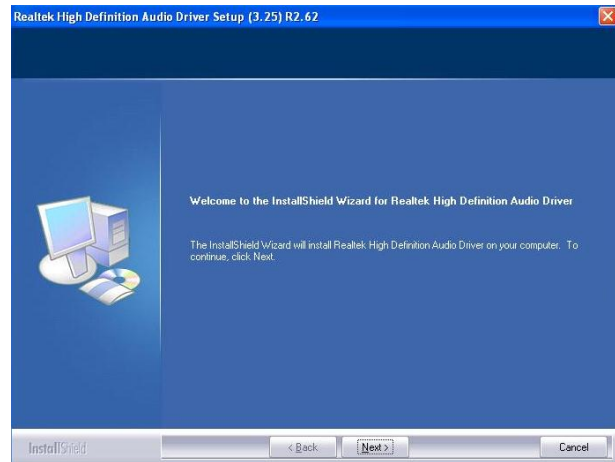 Realtek High Definition Audio Driver Setup (3.25) R2.62
Welcome to the InstallShield Wizard for Realtek High Definition Audio Driver
The InstallShield Wizard will install Realtek High Definition Audio Driver on your computer. To
continue, click Next.
InstallShield
< Back Next > Cancel